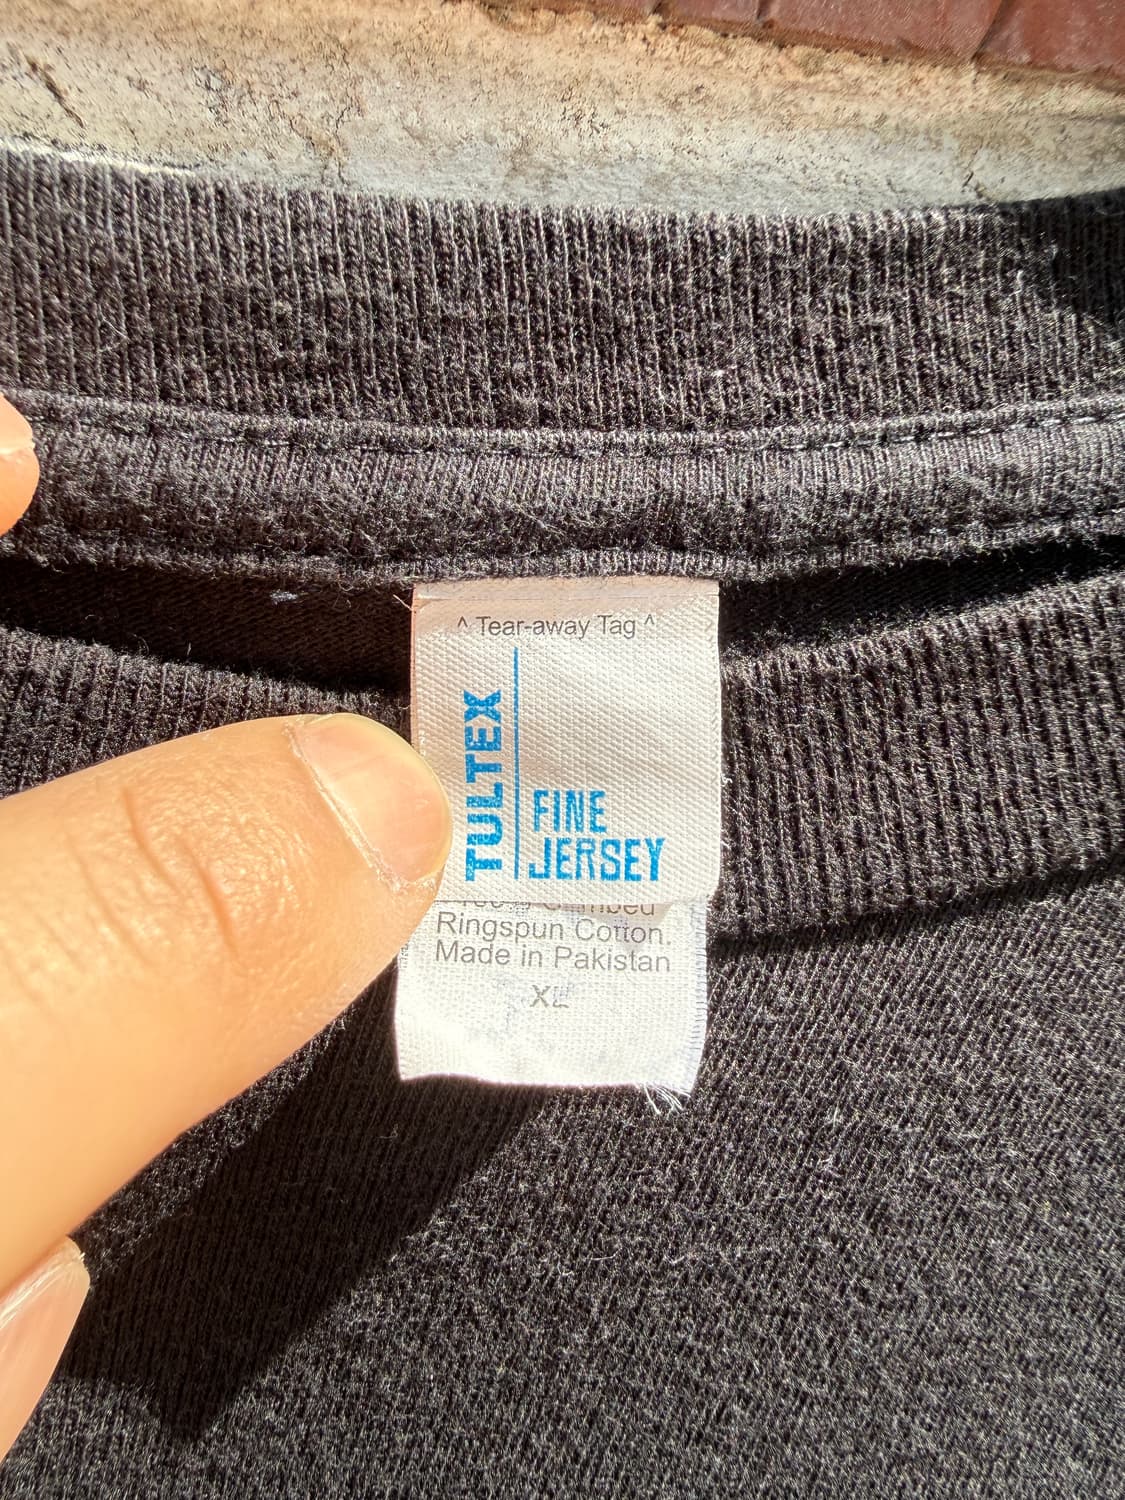 ^ Tear-away Tag ^
TULTEX
FINE
JERSEY
Ringspun Cotton.
Made in Pakistan
XL